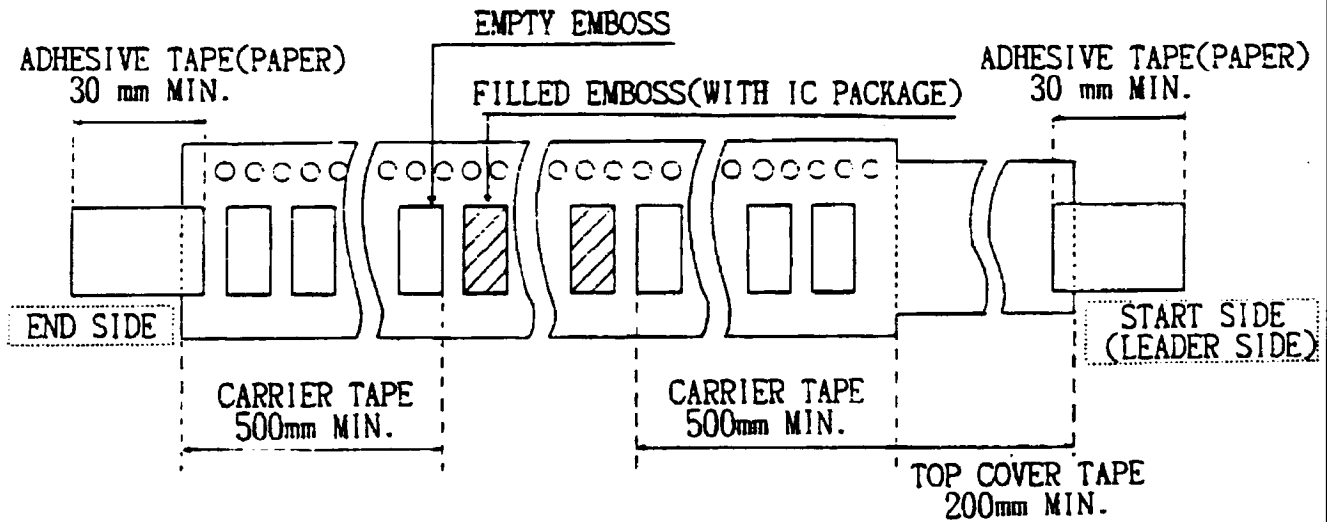 EMPTY EMBOSS
ADHESIVE TAPE(PAPER)
30 mm MIN.
FILLED EMBOSS(WITH IC PACKAGE)
ADHESIVE TAPE(PAPER)
30 mm MIN.
END SIDE
START SIDE
(LEADER SIDE)
CARRIER TAPE
500mm MIN.
CARRIER TAPE
500mm MIN.
TOP COVER TAPE
200mm MIN.